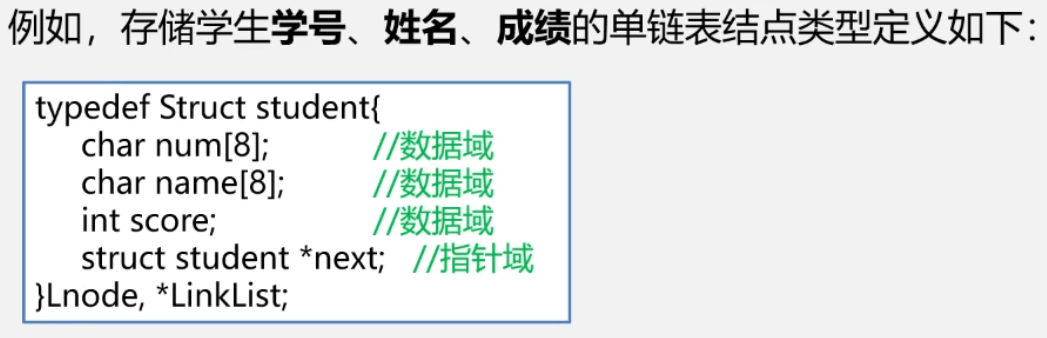 例如，存储学生学号、姓名、成绩的单链表结点类型定义如下：
typedef Struct student{
char num[8]; //数据域
char name[8]; //数据域
int score; //数据域
struct student *next; //指针域
}Lnode, *LinkList;